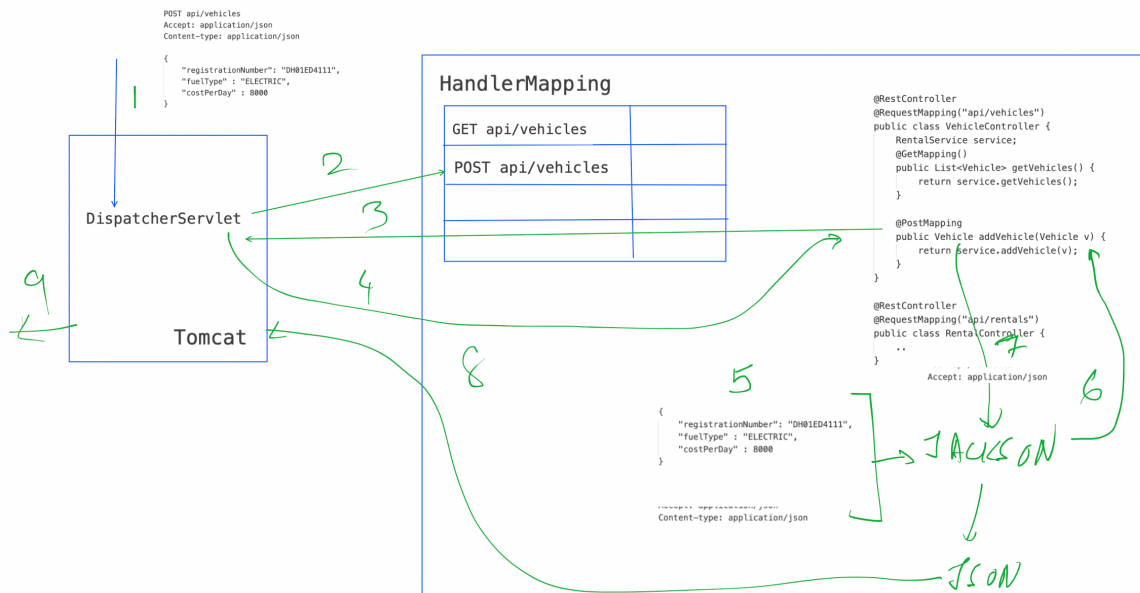 POST api/vehicles
Accept: application/json
Content-type: application/json
{
"registrationNumber": "DH01ED4111",
"fuelType" : "ELECTRIC",
"costPerDay" : 8000
}
1
DispatcherServlet
Tomcat
9
2
3
4
8
HandlerMapping
GET api/vehicles
POST api/vehicles
@RestController
@RequestMapping("api/vehicles")
public class VehicleController {
RentalService service;
@GetMapping()
public List<Vehicle> getVehicles() {
return service.getVehicles();
}
@PostMapping
public Vehicle addVehicle(Vehicle v) {
return service.addVehicle(v);
}
}
@RestController
@RequestMapping("api/rentals")
public class RentalController {
..
}
7
Accept: application/json
6
5
{
"registrationNumber": "DH01ED4111",
"fuelType" : "ELECTRIC",
"costPerDay" : 8000
}
Content-type: application/json
JACKSON
JSON